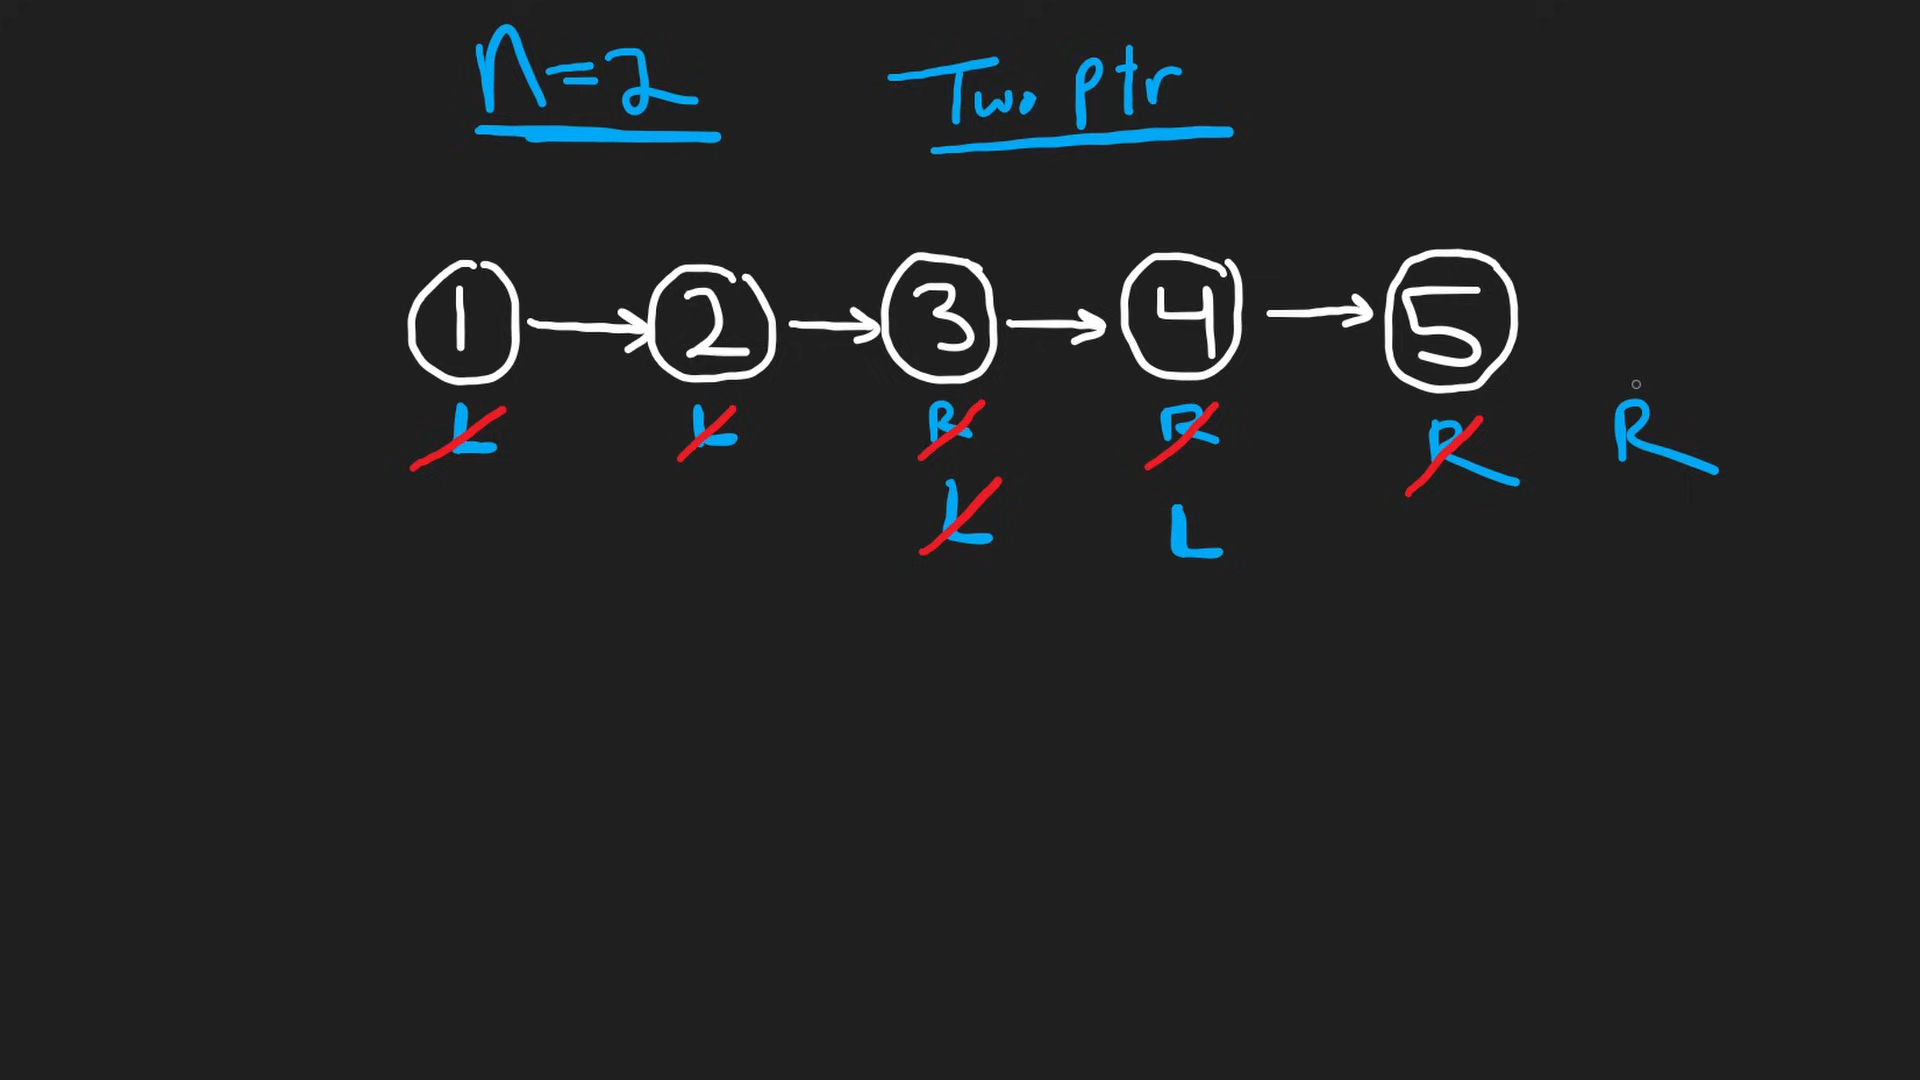 n=2 Two ptr
1 → 2 → 3 → 4 → 5
L L R R R R
L L